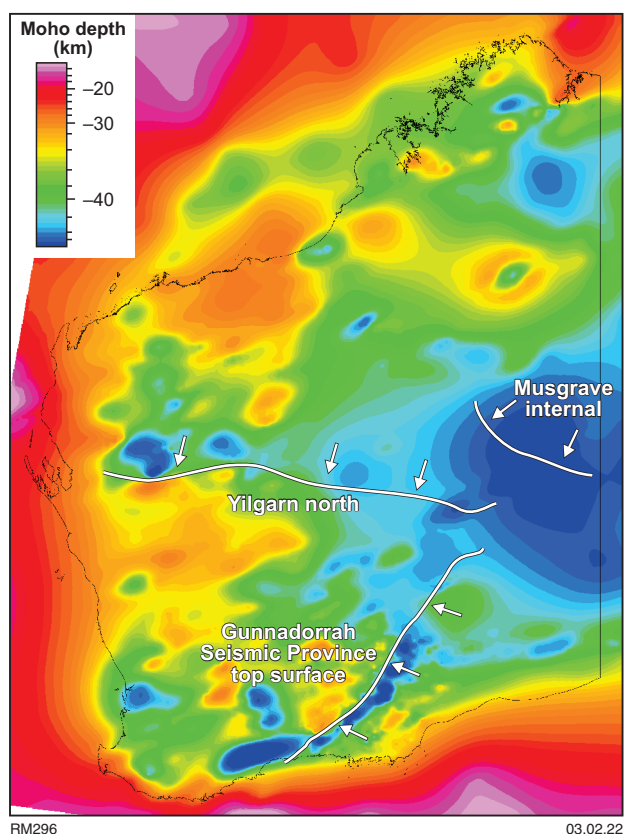 Moho depth
(km)
–20
–30
–40
Musgrave
internal
Yilgarn north
Gunnadorrah
Seismic Province
top surface
RM296
03.02.22